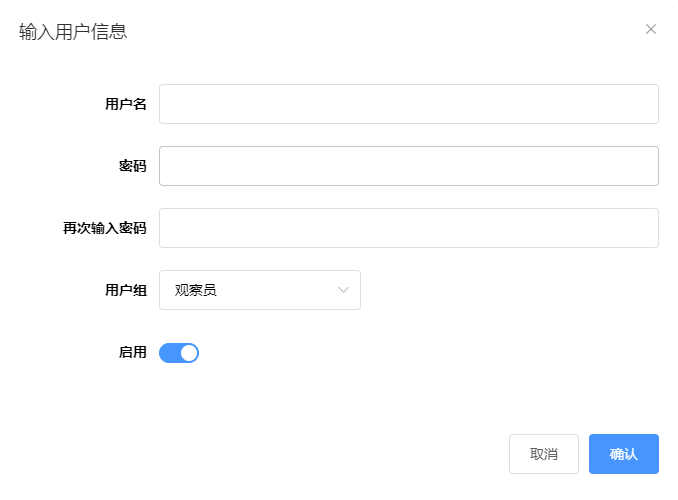 输入用户信息
用户名
密码
再次输入密码
用户组 观察员
启用
取消 确认